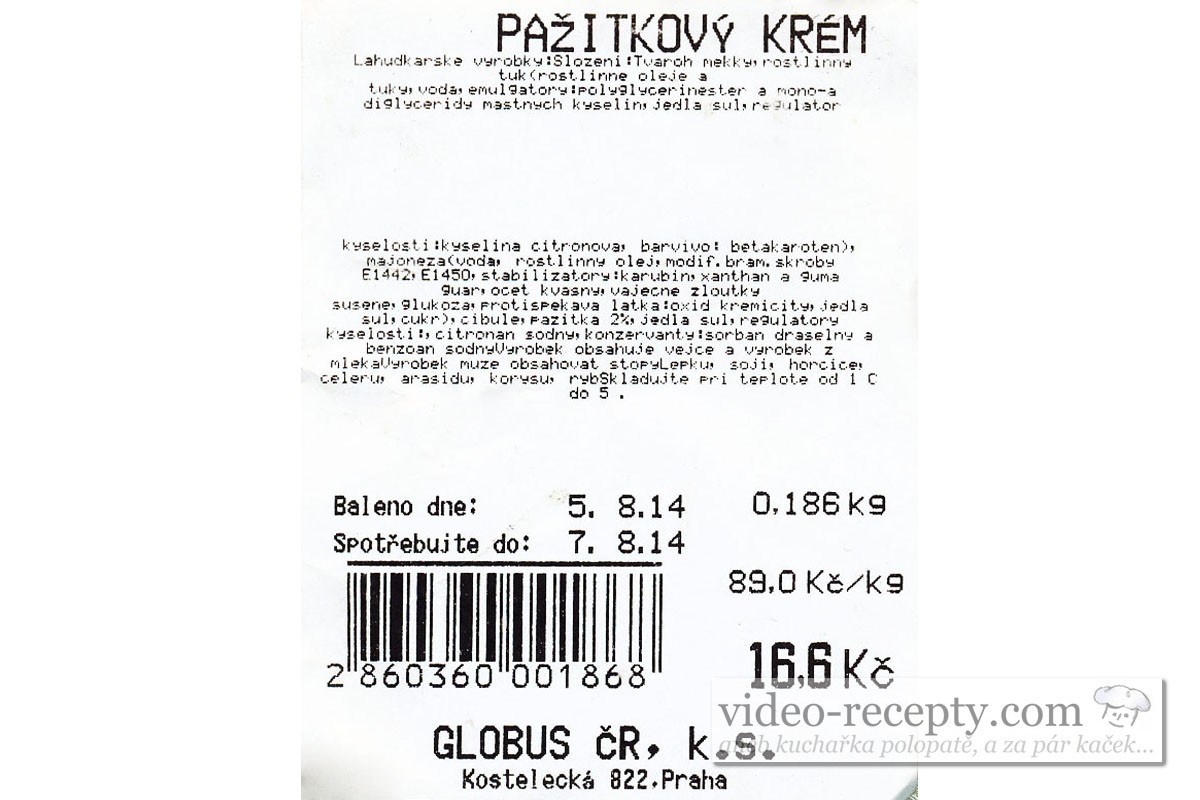 PAŽITKOVÝ KRÉM
Lahudkarske vyrobky:Slozeni:Tvaroh mekky,rostlinny
tuk(rostlinne oleje a
tuky,voda,emulgatory:polyglycerinester a mono-a
diglyceridy mastnych kyselin,jedla sul,regulator
kyselosti:kyselina citronova, barvivo: betakaroten),
majoneza(voda, rostlinny olej,modif.bram.skroby
E1442,E1450,stabilizatory:karubin,xanthan a guma
guar,ocet kvasny,vajecne zloutky
susene,glukoza,protispekava latka:oxid kremicity,jedla
sul,cukr),cibule,pazitka 2%,jedla sul,regulatory
kyselosti:,citronan sodny,konzervanty:sorban draselny a
benzoan sodnyVyrobek obsahuje vejce a vyrobek z
mlekaVyrobek muze obsahovat stopyLepku, soji, horcice,
celeru, arasidu, korysu, rybSkladujte pri teplote od 1 C
do 5 .
Baleno dne: 5. 8.14 0,186kg
Spotřebujte do: 7. 8.14
89,0 Kč/kg
2 860360 001868
16,6 Kč
video-recepty.com
GLOBUS ČR, k.s.
aneb kuchařka polopatě, a za pár kaček...
Kostelecká 822,Praha